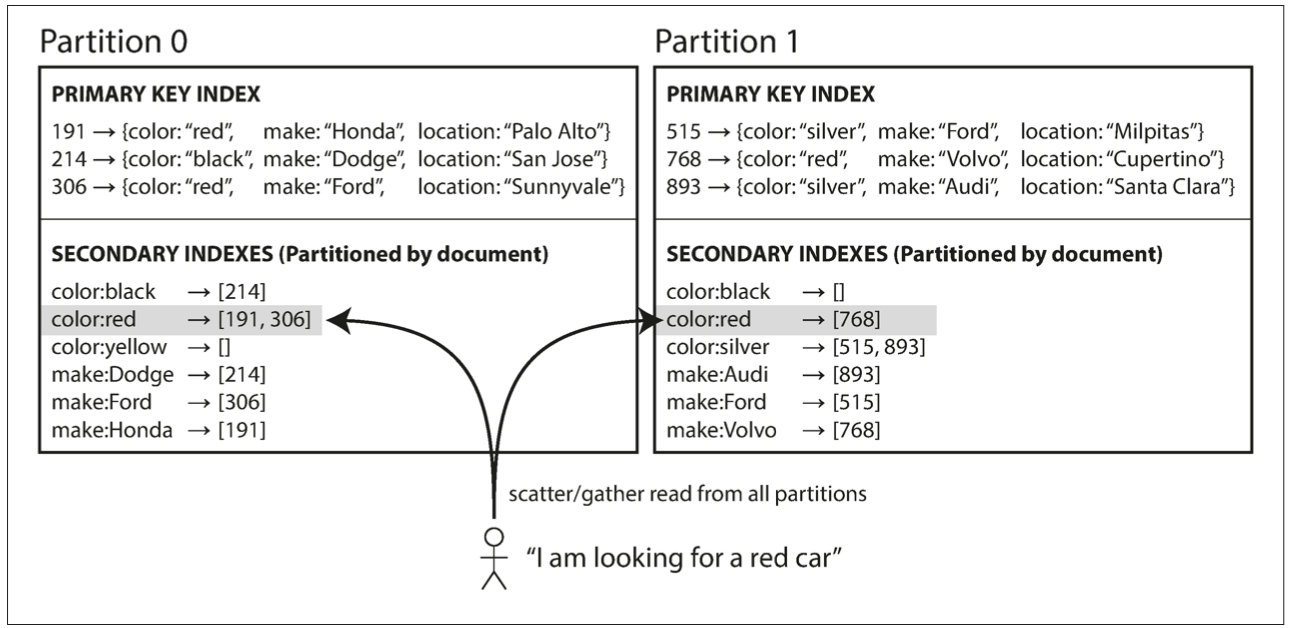 Partition 0
PRIMARY KEY INDEX
191 → {color: “red”, make: “Honda”, location: “Palo Alto”}
214 → {color: “black”, make: “Dodge”, location: “San Jose”}
306 → {color: “red”, make: “Ford”, location: “Sunnyvale”}
SECONDARY INDEXES (Partitioned by document)
color:black → [214]
color:red → [191, 306]
color:yellow → []
make:Dodge → [214]
make:Ford → [306]
make:Honda → [191]
Partition 1
PRIMARY KEY INDEX
515 → {color: “silver”, make: “Ford”, location: “Milpitas”}
768 → {color: “red”, make: “Volvo”, location: “Cupertino”}
893 → {color: “silver”, make: “Audi”, location: “Santa Clara”}
SECONDARY INDEXES (Partitioned by document)
color:black → []
color:red → [768]
color:silver → [515, 893]
make:Audi → [893]
make:Ford → [515]
make:Volvo → [768]
scatter/gather read from all partitions
“I am looking for a red car”